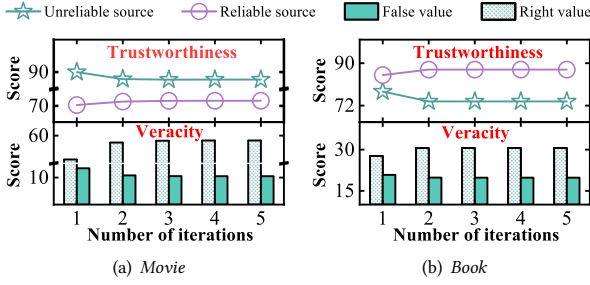 Unreliable source Reliable source False value Right value
Trustworthiness Trustworthiness
Score 90 70 Score 90 72
Veracity Veracity
Score 60 10 Score 30 15
1 2 3 4 5 1 2 3 4 5
Number of iterations Number of iterations
(a) Movie (b) Book